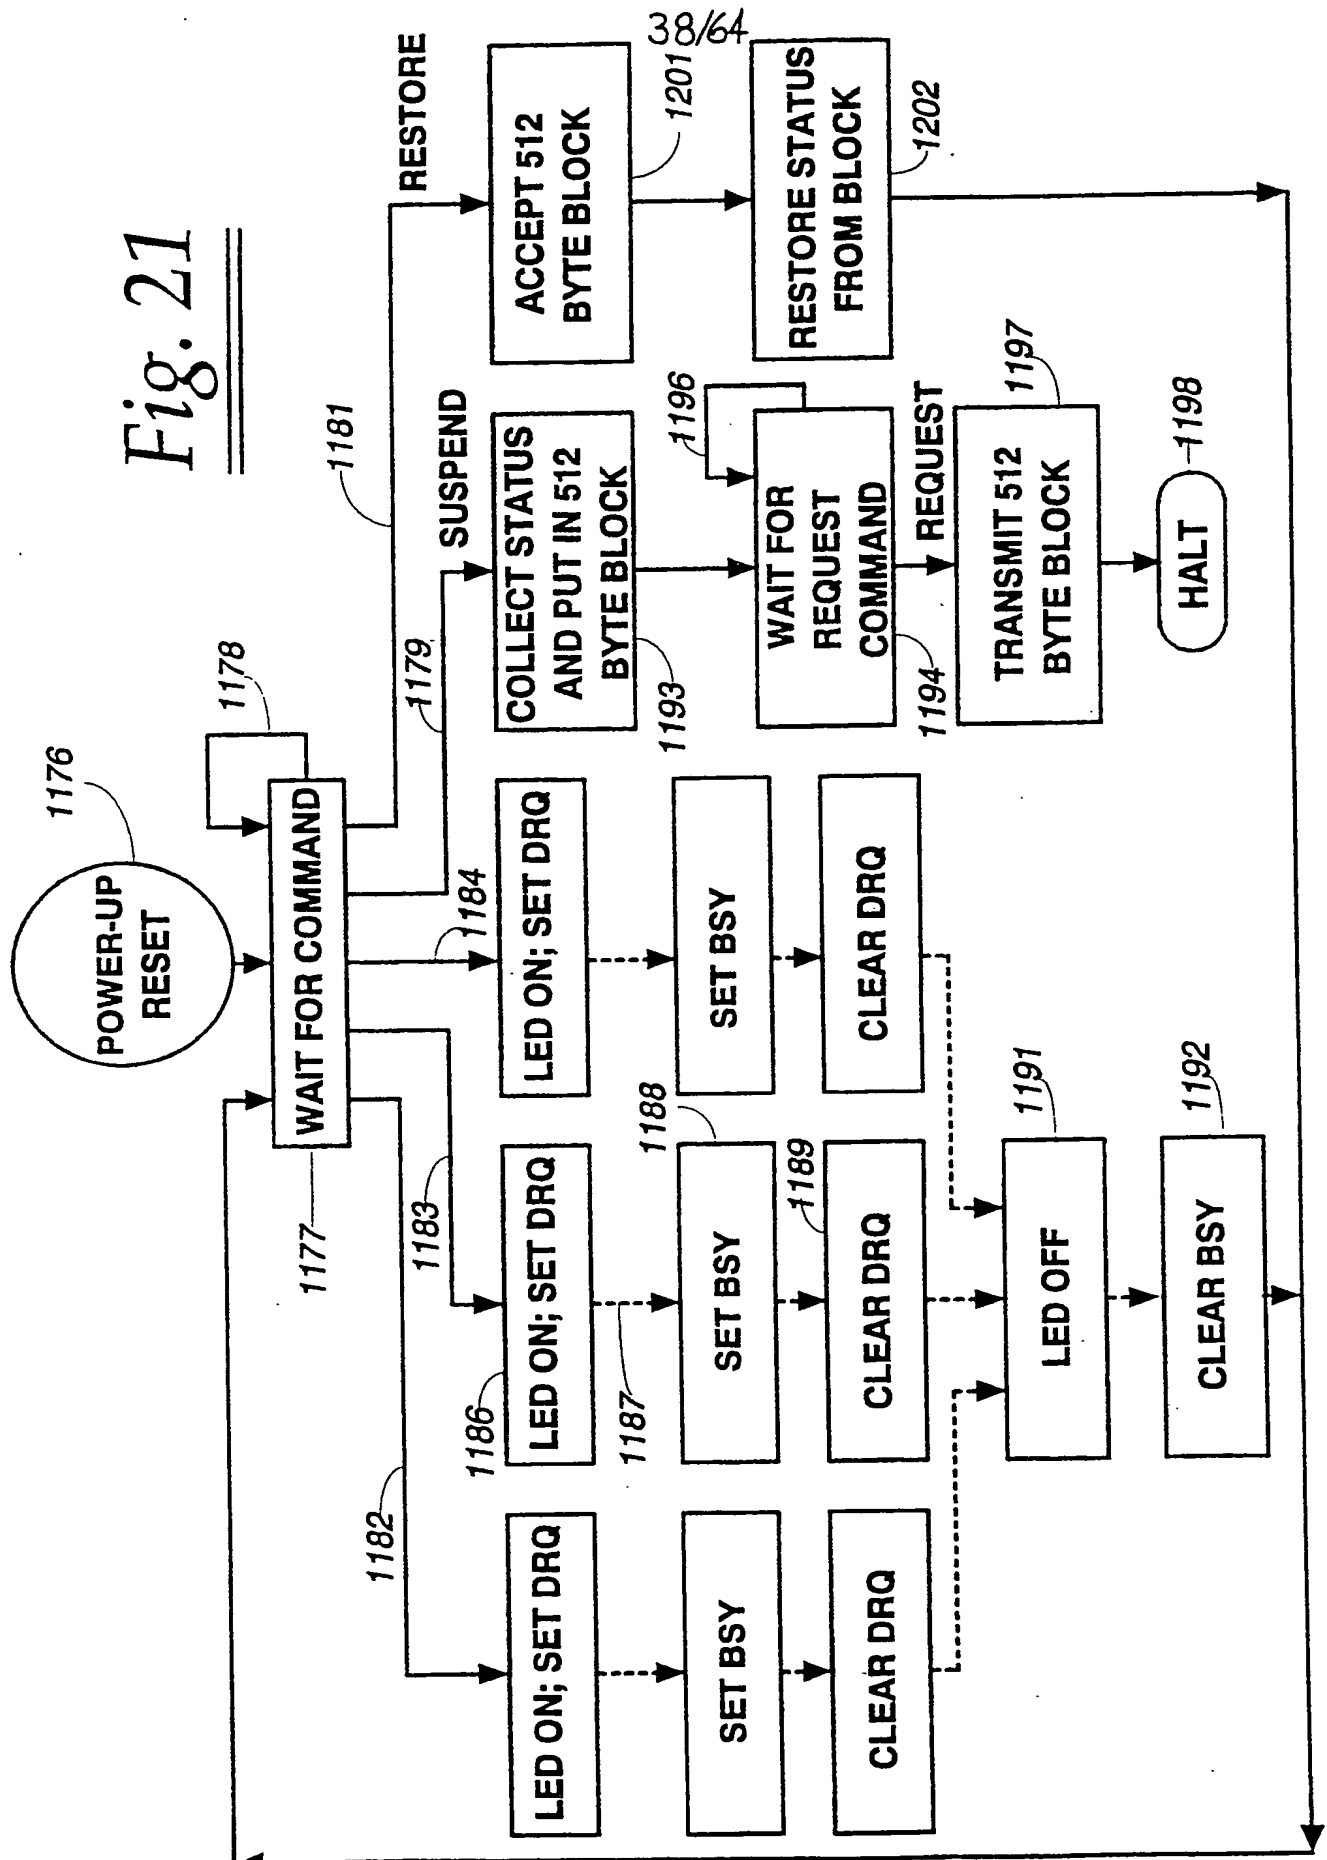 38/64
Fig. 21
POWER-UP
RESET
1176
WAIT FOR COMMAND
1177
1178
1182
1183
1184
1179
SUSPEND
1181
RESTORE
LED ON; SET DRQ
SET BSY
CLEAR DRQ
LED ON; SET DRQ
1186
1187
SET BSY
1188
CLEAR DRQ
1189
LED ON; SET DRQ
SET BSY
CLEAR DRQ
LED OFF
1191
CLEAR BSY
1192
COLLECT STATUS
AND PUT IN 512
BYTE BLOCK
1193
WAIT FOR
REQUEST
COMMAND
1194
1196
REQUEST
TRANSMIT 512
BYTE BLOCK
1197
HALT
1198
ACCEPT 512
BYTE BLOCK
1201
RESTORE STATUS
FROM BLOCK
1202